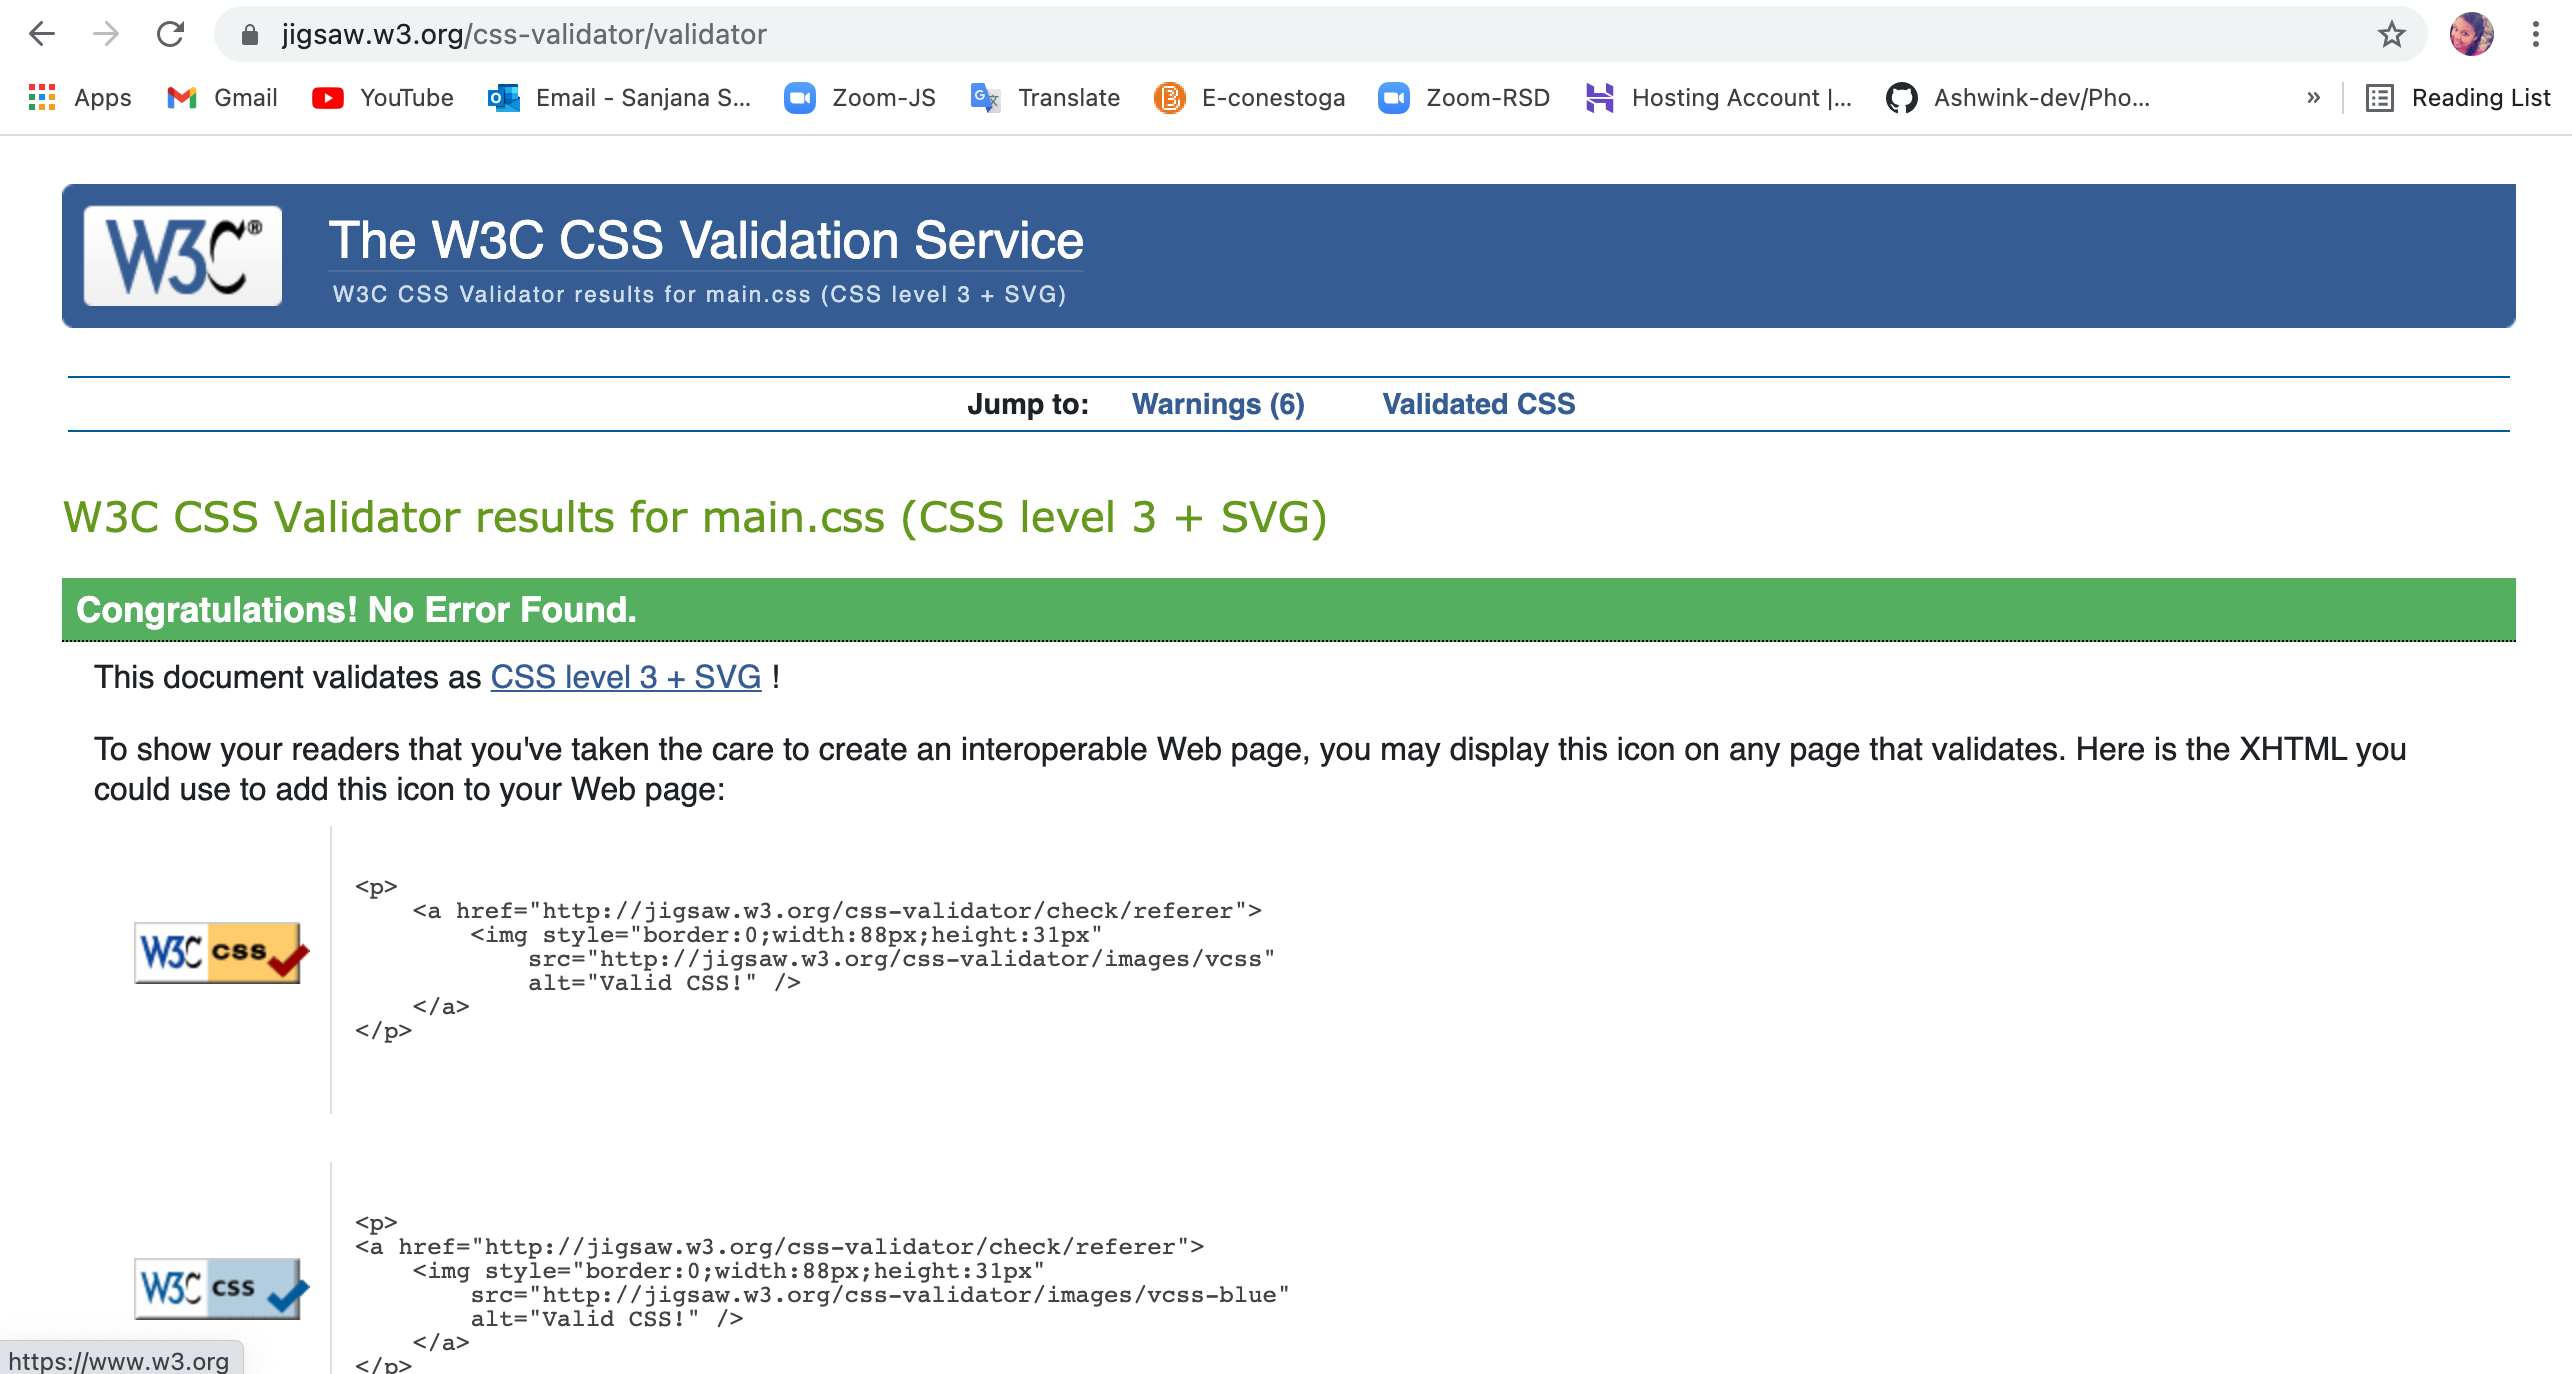 jigsaw.w3.org/css-validator/validator
Apps Gmail YouTube Email - Sanjana S... Zoom-JS Translate E-conestoga Zoom-RSD Hosting Account |... Ashwink-dev/Pho... » Reading List
W3C® The W3C CSS Validation Service
W3C CSS Validator results for main.css (CSS level 3 + SVG)
Jump to: Warnings (6) Validated CSS
W3C CSS Validator results for main.css (CSS level 3 + SVG)
Congratulations! No Error Found.
This document validates as CSS level 3 + SVG !
To show your readers that you've taken the care to create an interoperable Web page, you may display this icon on any page that validates. Here is the XHTML you
could use to add this icon to your Web page:
W3C css
<p>
<a href="http://jigsaw.w3.org/css-validator/check/referer">
<img style="border:0;width:88px;height:31px"
src="http://jigsaw.w3.org/css-validator/images/vcss"
alt="Valid CSS!" />
</a>
</p>
W3C css
<p>
<a href="http://jigsaw.w3.org/css-validator/check/referer">
<img style="border:0;width:88px;height:31px"
src="http://jigsaw.w3.org/css-validator/images/vcss-blue"
alt="Valid CSS!" />
</a>
</p>
https://www.w3.org